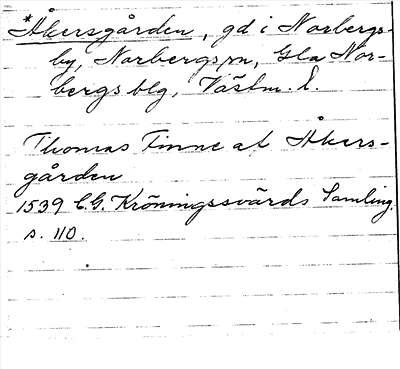 *Åkersgården, gd i Norbergs-
by, Norbergs sn, Gla Nor-
bergs blg, Västm. l.
Thomas Finne at Åkers-
gården
1539 C.G. Kröningssvärds Samling.
s. 110.